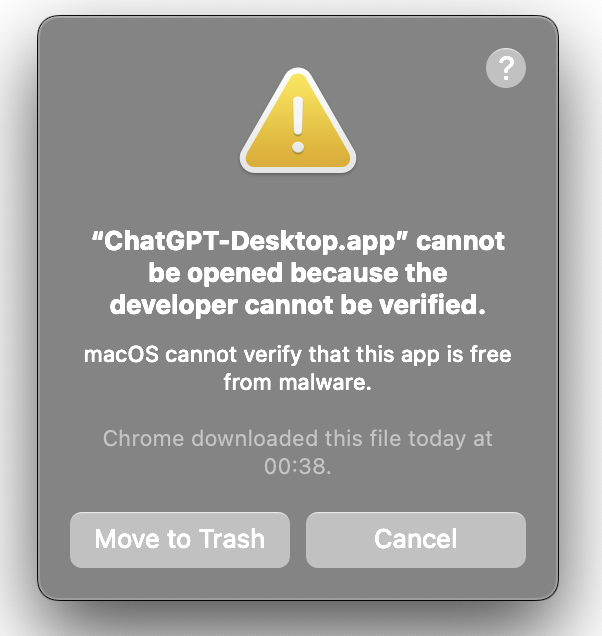 ?
“ChatGPT-Desktop.app” cannot
be opened because the
developer cannot be verified.
macOS cannot verify that this app is free
from malware.
Chrome downloaded this file today at
00:38.
Move to Trash
Cancel